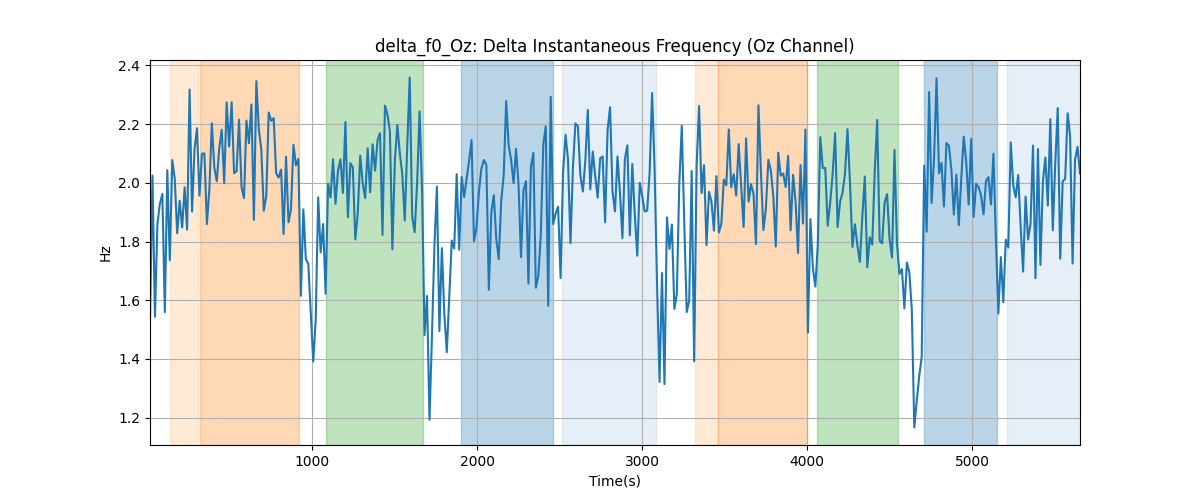 delta_f0_Oz: Delta Instantaneous Frequency (Oz Channel)
2.4
2.2
2.0
1.8
1.6
1.4
1.2
Hz
1000 2000 3000 4000 5000
Time(s)